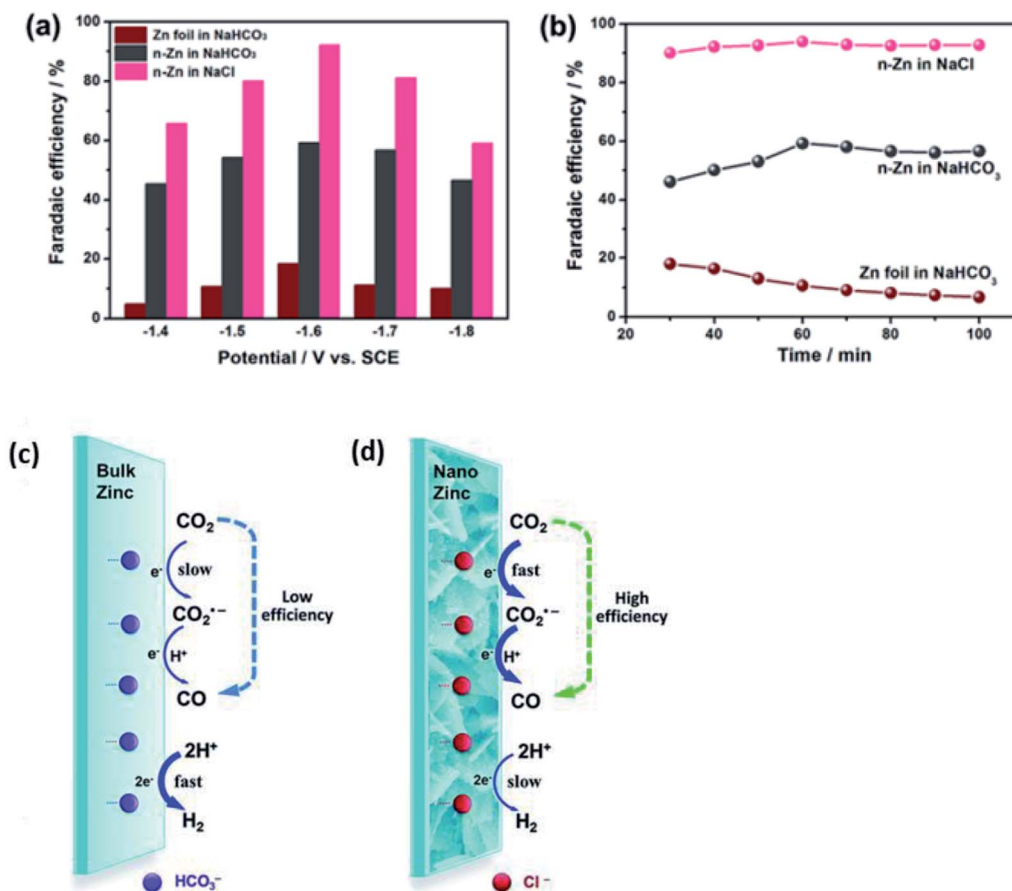 (a)
Zn foil in NaHCO₃
n-Zn in NaHCO₃
n-Zn in NaCl
Faradaic efficiency / %
100
80
60
40
20
0
-1.4 -1.5 -1.6 -1.7 -1.8
Potential / V vs. SCE
(b)
Faradaic efficiency / %
100
80
60
40
20
0
n-Zn in NaCl
n-Zn in NaHCO₃
Zn foil in NaHCO₃
20 40 60 80 100
Time / min
(c)
Bulk
Zinc
CO₂
e⁻ slow
CO₂•⁻
e⁻ H⁺
CO
Low
efficiency
2H⁺
2e⁻ fast
H₂
HCO₃⁻
(d)
Nano
Zinc
CO₂
e⁻ fast
CO₂•⁻
e⁻ H⁺
CO
High
efficiency
2H⁺
2e⁻ slow
H₂
Cl⁻